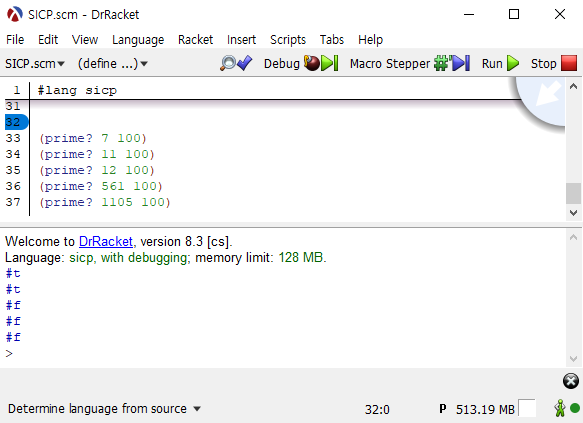 SICP.scm - DrRacket
File Edit View Language Racket Insert Scripts Tabs Help
SICP.scm▾ (define ...)▾ Debug Macro Stepper Run Stop
1 #lang sicp
31
32
33 (prime? 7 100)
34 (prime? 11 100)
35 (prime? 12 100)
36 (prime? 561 100)
37 (prime? 1105 100)
Welcome to DrRacket, version 8.3 [cs].
Language: sicp, with debugging; memory limit: 128 MB.
#t
#t
#f
#f
#f
>
Determine language from source ▾ 32:0 P 513.19 MB